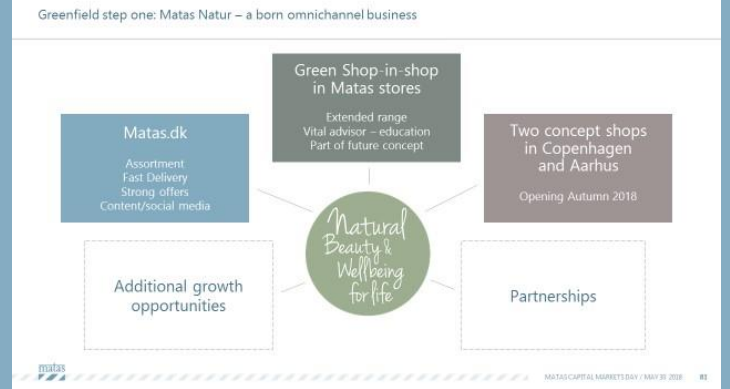 Greenfield step one: Matas Natur – a born omnichannel business
Green Shop-in-shop
in Matas stores
Extended range
Vital advisor – education
Part of future concept
Matas.dk
Assortment
Fast Delivery
Strong offers
Content/social media
Two concept shops
in Copenhagen
and Aarhus
Opening Autumn 2018
Natural
Beauty &
Wellbeing
for life
Additional growth
opportunities
Partnerships
matas
MATAS CAPITAL MARKETS DAY / MAY 30 2018 82